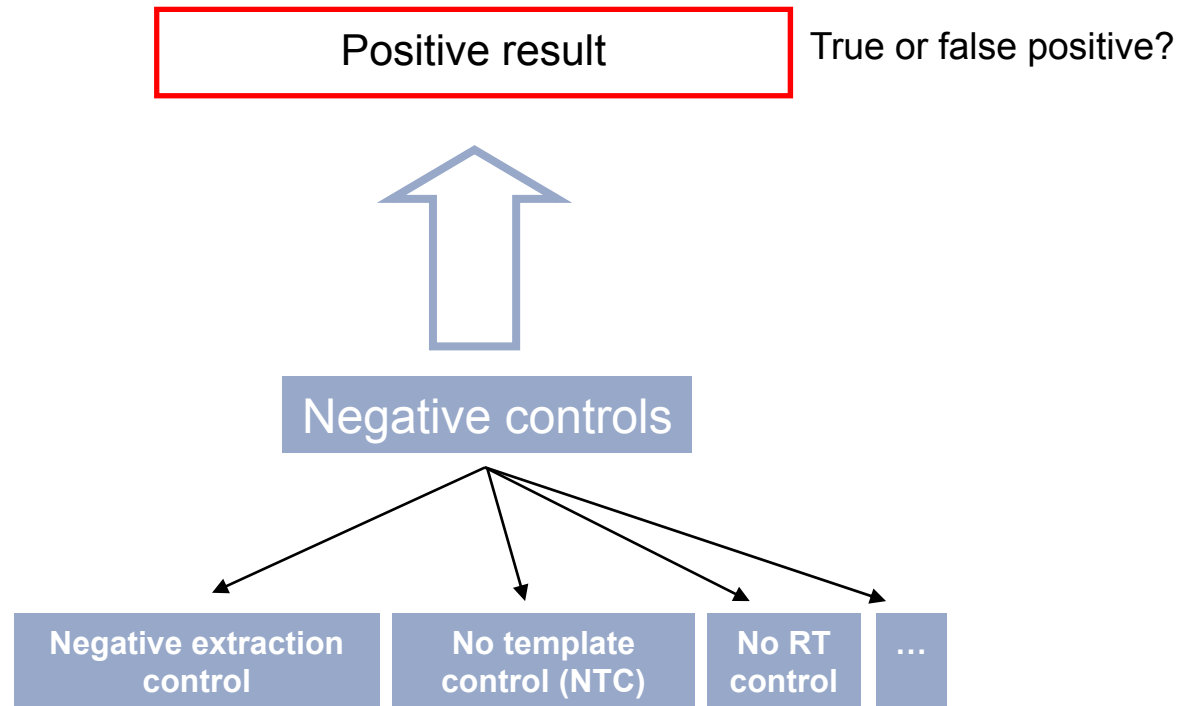 Positive result
True or false positive?
Negative controls
Negative extraction
control
No template
control (NTC)
No RT
control
…